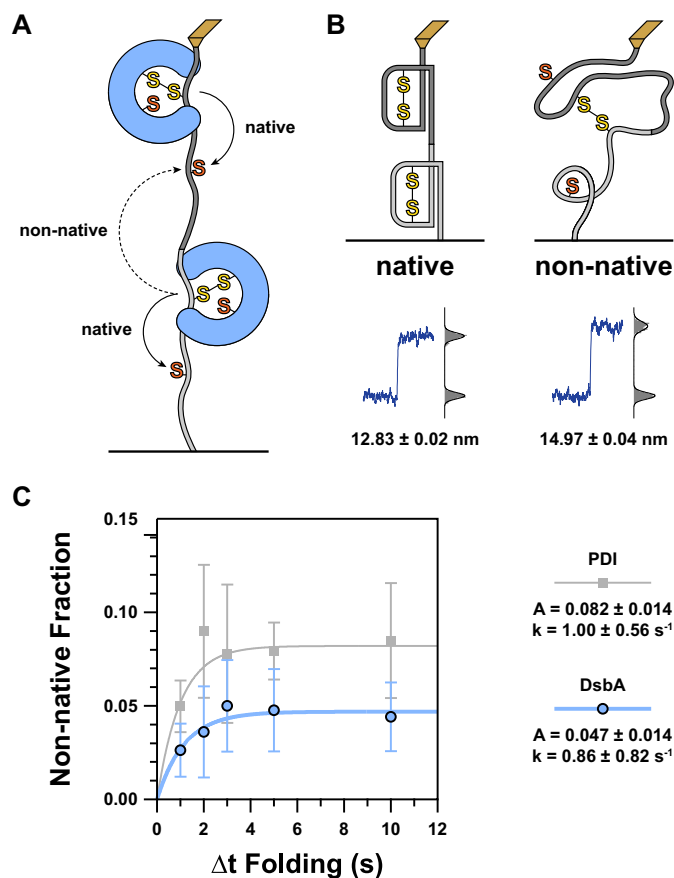 A
S
S
S
native
S
non-native
S
S
S
native
S
B
S
S
S
S
native
12.83 ± 0.02 nm
S
S
S
S
non-native
14.97 ± 0.04 nm
C
Non-native Fraction
0.15
0.10
0.05
0.00
0 2 4 6 8 10 12
Δt Folding (s)
PDI
A = 0.082 ± 0.014
k = 1.00 ± 0.56 s⁻¹
DsbA
A = 0.047 ± 0.014
k = 0.86 ± 0.82 s⁻¹